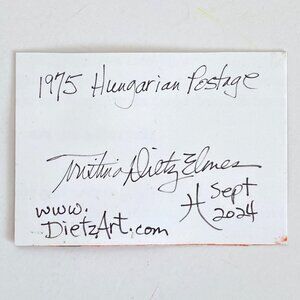 1975 Hungarian Postage
Tristina Dietz Elmes
Sept
2024
www.
DietzArt.com